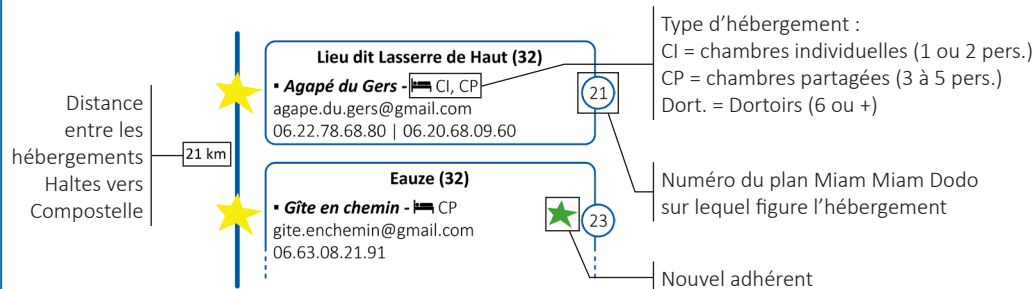 Distance
entre les
hébergements
Haltes vers
Compostelle
21 km
Lieu dit Lasserre de Haut (32)
▪ Agapé du Gers - CI, CP
agape.du.gers@gmail.com
06.22.78.68.80 | 06.20.68.09.60
21
Eauze (32)
▪ Gîte en chemin - CP
gite.enchemin@gmail.com
06.63.08.21.91
23
Type d’hébergement :
CI = chambres individuelles (1 ou 2 pers.)
CP = chambres partagées (3 à 5 pers.)
Dort. = Dortoirs (6 ou +)
Numéro du plan Miam Miam Dodo
sur lequel figure l’hébergement
Nouvel adhérent